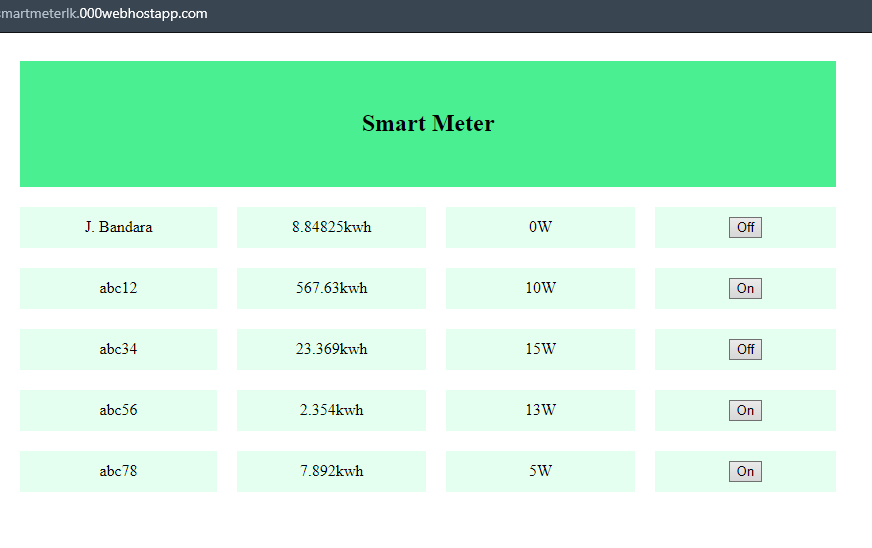 smartmeterlk.000webhostapp.com
Smart Meter
J. Bandara 8.84825kwh 0W Off
abc12 567.63kwh 10W On
abc34 23.369kwh 15W Off
abc56 2.354kwh 13W On
abc78 7.892kwh 5W On